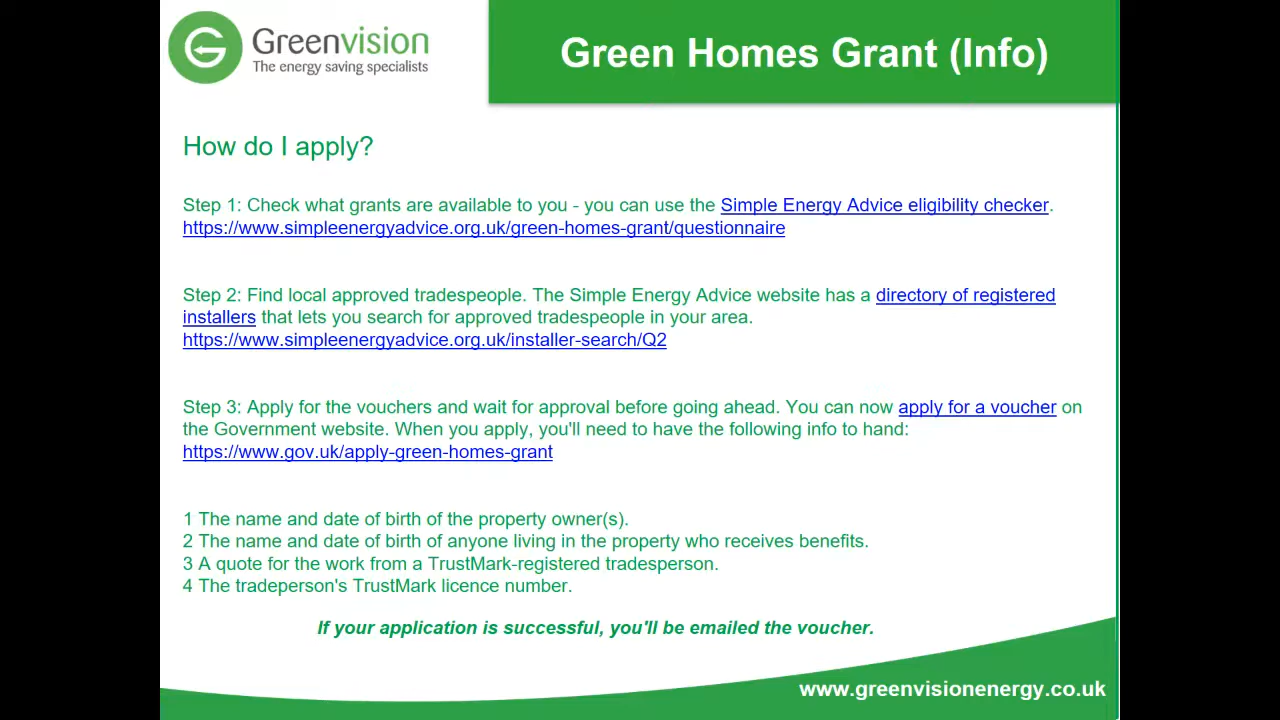 Greenvision
The energy saving specialists
Green Homes Grant (Info)
How do I apply?
Step 1: Check what grants are available to you - you can use the Simple Energy Advice eligibility checker.
https://www.simpleenergyadvice.org.uk/green-homes-grant/questionnaire
Step 2: Find local approved tradespeople. The Simple Energy Advice website has a directory of registered
installers that lets you search for approved tradespeople in your area.
https://www.simpleenergyadvice.org.uk/installer-search/Q2
Step 3: Apply for the vouchers and wait for approval before going ahead. You can now apply for a voucher on
the Government website. When you apply, you'll need to have the following info to hand:
https://www.gov.uk/apply-green-homes-grant
1 The name and date of birth of the property owner(s).
2 The name and date of birth of anyone living in the property who receives benefits.
3 A quote for the work from a TrustMark-registered tradesperson.
4 The tradeperson's TrustMark licence number.
If your application is successful, you'll be emailed the voucher.
www.greenvisionenergy.co.uk